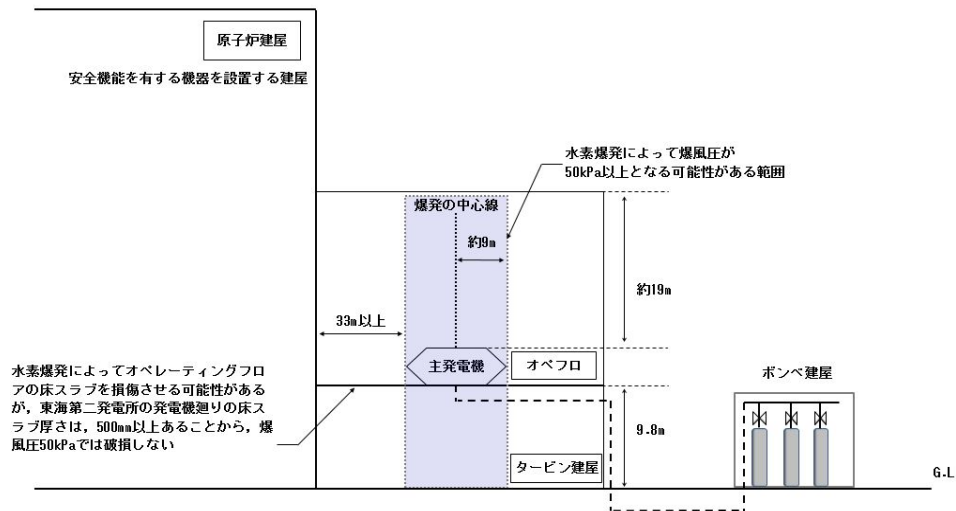 原子炉建屋
安全機能を有する機器を設置する建屋
水素爆発によって爆風圧が
50kPa以上となる可能性がある範囲
爆発の中心線
約9m
約19m
33m以上
主発電機
オペフロ
水素爆発によってオペレーティングフロ
アの床スラブを損傷させる可能性がある
が，東海第二発電所の発電機廻りの床ス
ラブ厚さは，500mm以上あることから，爆
風圧50kPaでは破損しない
ボンベ建屋
9.8m
タービン建屋
G.L